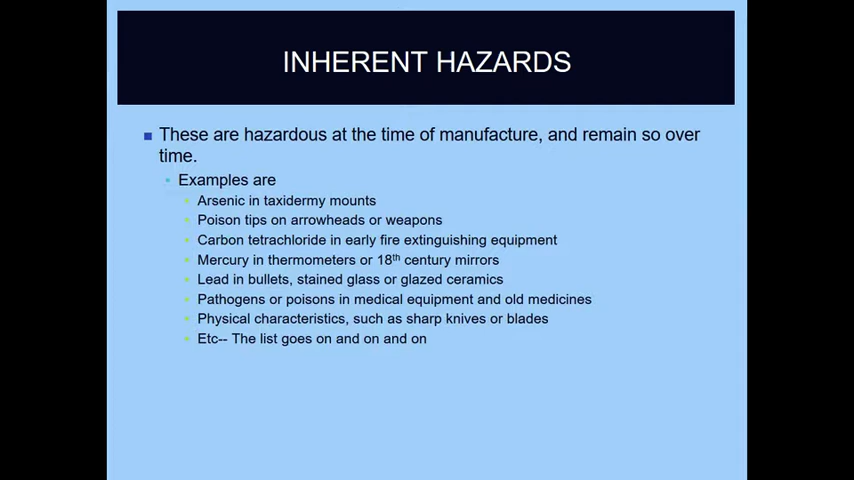 INHERENT HAZARDS
These are hazardous at the time of manufacture, and remain so over
time.
Examples are
Arsenic in taxidermy mounts
Poison tips on arrowheads or weapons
Carbon tetrachloride in early fire extinguishing equipment
Mercury in thermometers or 18th century mirrors
Lead in bullets, stained glass or glazed ceramics
Pathogens or poisons in medical equipment and old medicines
Physical characteristics, such as sharp knives or blades
Etc-- The list goes on and on and on